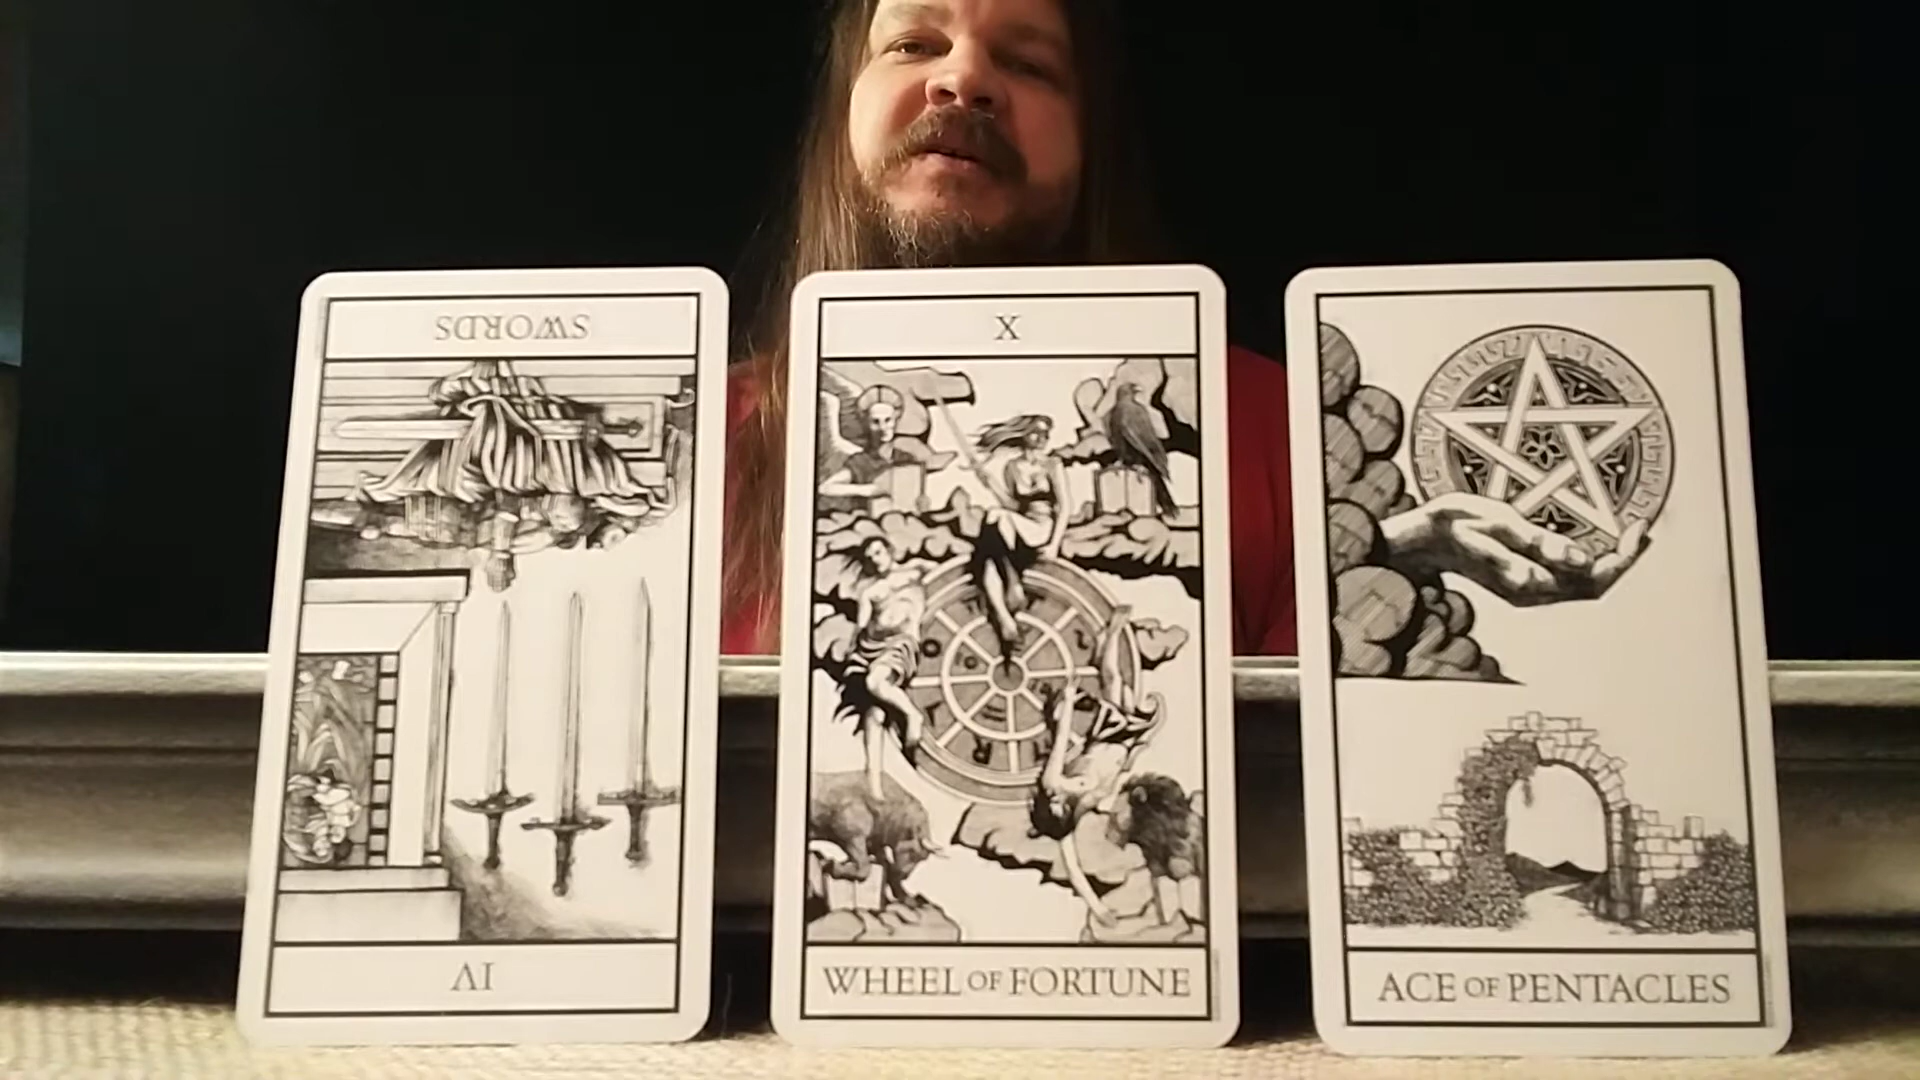 SWORDS
IV
X
WHEEL OF FORTUNE
ACE OF PENTACLES